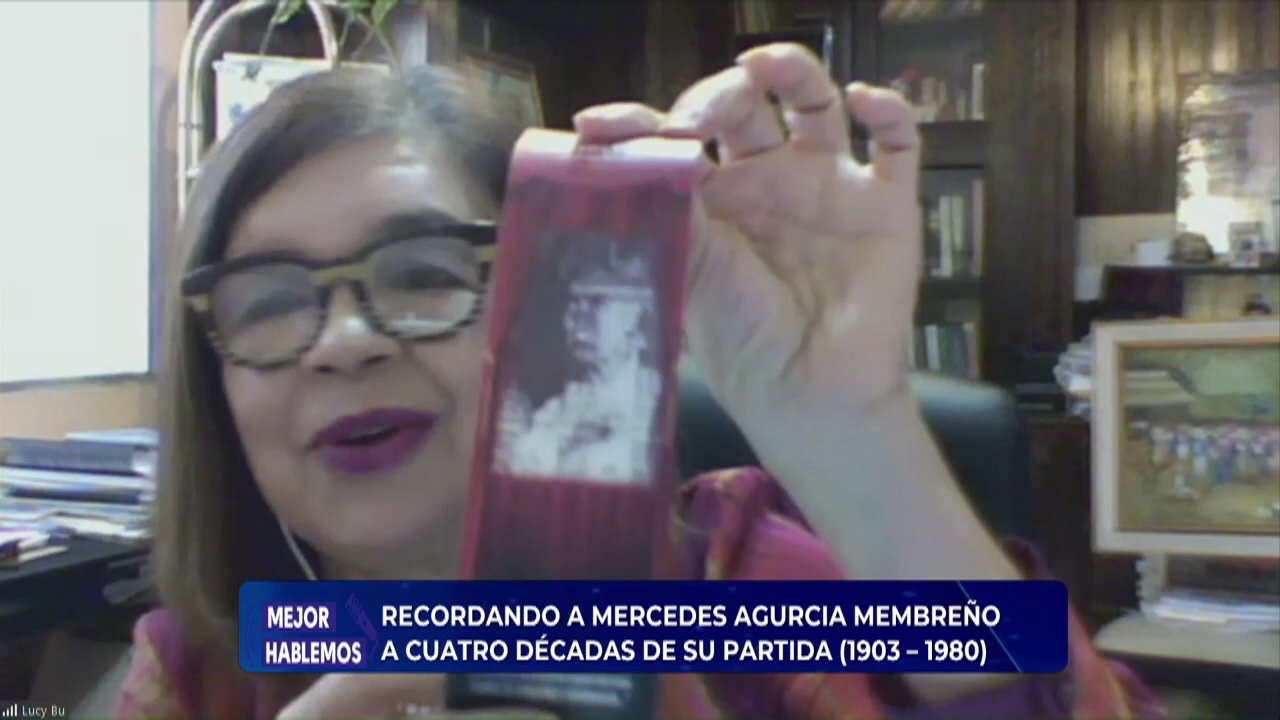 MEJOR
HABLEMOS
RECORDANDO A MERCEDES AGURCIA MEMBREÑO
A CUATRO DÉCADAS DE SU PARTIDA (1903 – 1980)
Lucy Bu